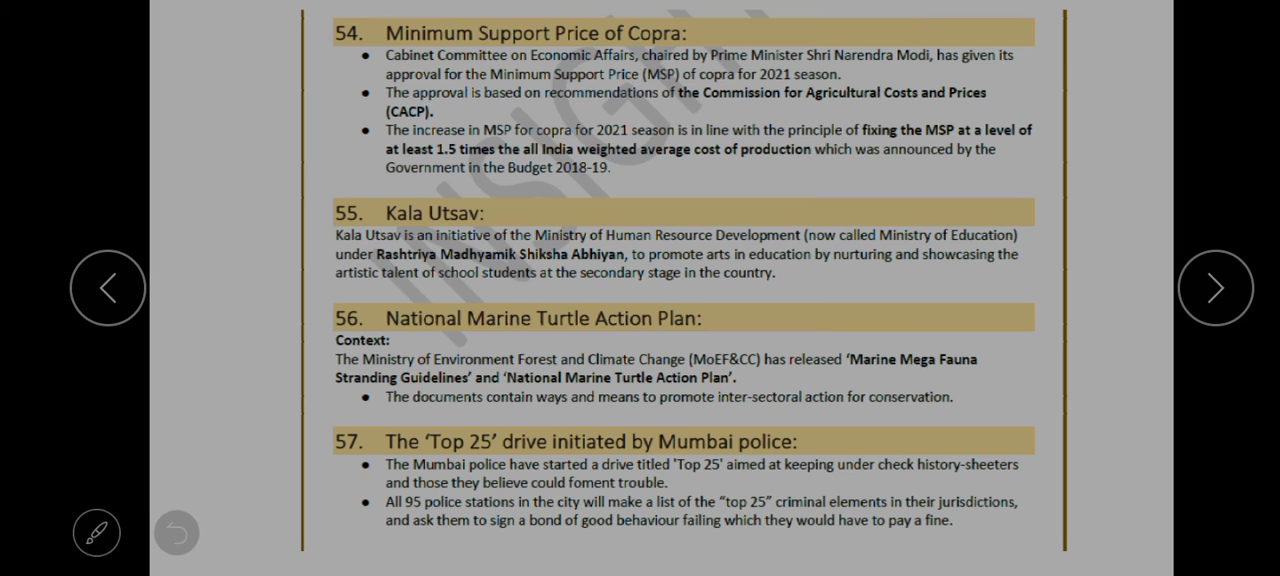 54. Minimum Support Price of Copra:
● Cabinet Committee on Economic Affairs, chaired by Prime Minister Shri Narendra Modi, has given its
approval for the Minimum Support Price (MSP) of copra for 2021 season.
● The approval is based on recommendations of the Commission for Agricultural Costs and Prices
(CACP).
● The increase in MSP for copra for 2021 season is in line with the principle of fixing the MSP at a level of
at least 1.5 times the all India weighted average cost of production which was announced by the
Government in the Budget 2018-19.
55. Kala Utsav:
Kala Utsav is an initiative of the Ministry of Human Resource Development (now called Ministry of Education)
under Rashtriya Madhyamik Shiksha Abhiyan, to promote arts in education by nurturing and showcasing the
artistic talent of school students at the secondary stage in the country.
56. National Marine Turtle Action Plan:
Context:
The Ministry of Environment Forest and Climate Change (MoEF&CC) has released ‘Marine Mega Fauna
Stranding Guidelines’ and ‘National Marine Turtle Action Plan’.
● The documents contain ways and means to promote inter-sectoral action for conservation.
57. The ‘Top 25’ drive initiated by Mumbai police:
● The Mumbai police have started a drive titled 'Top 25' aimed at keeping under check history-sheeters
and those they believe could foment trouble.
● All 95 police stations in the city will make a list of the “top 25” criminal elements in their jurisdictions,
and ask them to sign a bond of good behaviour failing which they would have to pay a fine.